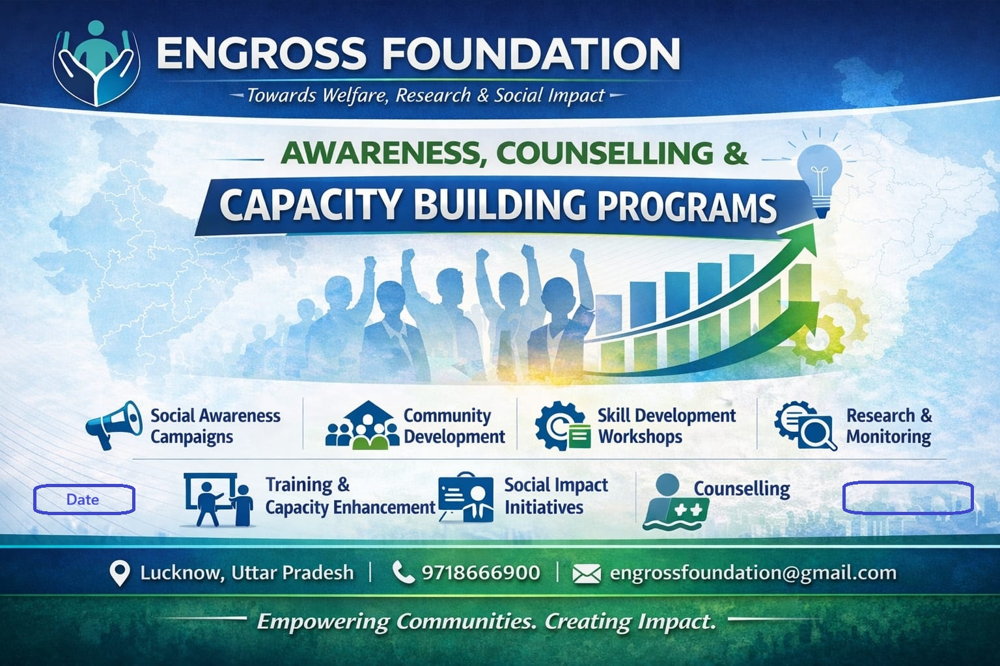 ENGROSS FOUNDATION
Towards Welfare, Research & Social Impact
AWARENESS, COUNSELLING &
CAPACITY BUILDING PROGRAMS
Social Awareness
Campaigns
Community
Development
Skill Development
Workshops
Research &
Monitoring
Date
Training &
Capacity Enhancement
Social Impact
Initiatives
Counselling
Lucknow, Uttar Pradesh | 9718666900 | engrossfoundation@gmail.com
Empowering Communities. Creating Impact.